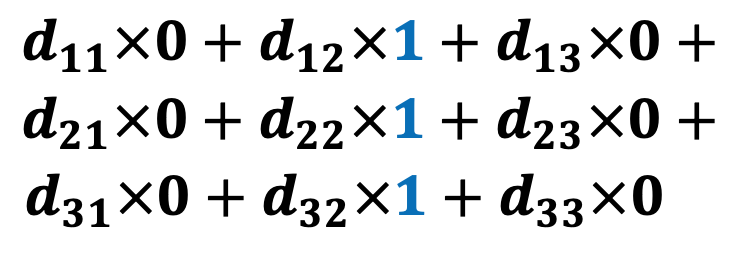 d₁₁×0 + d₁₂×1 + d₁₃×0 +
d₂₁×0 + d₂₂×1 + d₂₃×0 +
d₃₁×0 + d₃₂×1 + d₃₃×0